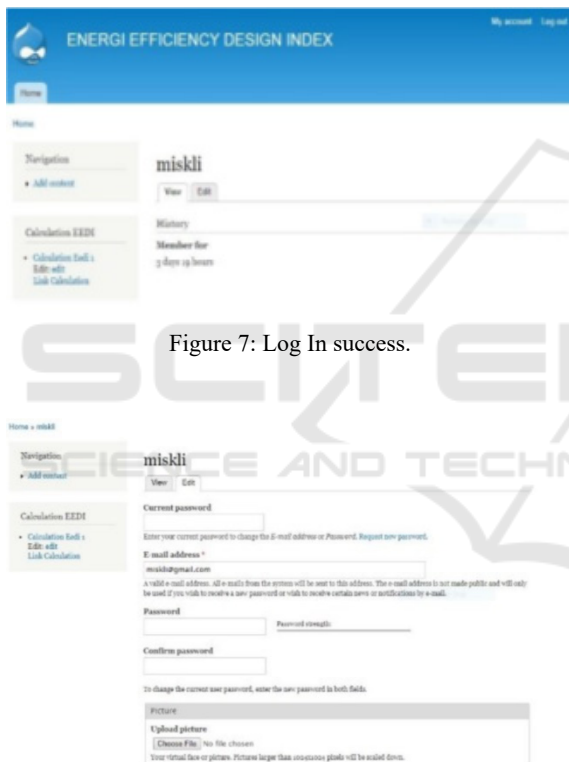 My account Log out
ENERGI EFFICIENCY DESIGN INDEX
Home
Home
Navigation
Add content
Calculation EEDI
Calculation Eedi 1
Edit: edit
Link Calculation
miskli
View Edit
History
Member for
3 days 19 hours
Figure 7: Log In success.
SCITE
SCIENCE AND TECHN
Home » miskli
Navigation
Add content
Calculation EEDI
Calculation Eedi 1
Edit: edit
Link Calculation
miskli
View Edit
Current password
Enter your current password to change the E-mail address or Password. Request new password.
E-mail address *
A valid e-mail address. All e-mails from the system will be sent to this address. The e-mail address is not made public and will only
be used if you wish to receive a new password or wish to receive certain news or notifications by e-mail.
Password
Password strength:
Confirm password
To change the current user password, enter the new password in both fields.
Picture
Upload picture
Choose File No file chosen
Your virtual face or picture. Pictures larger than pixels will be scaled down.